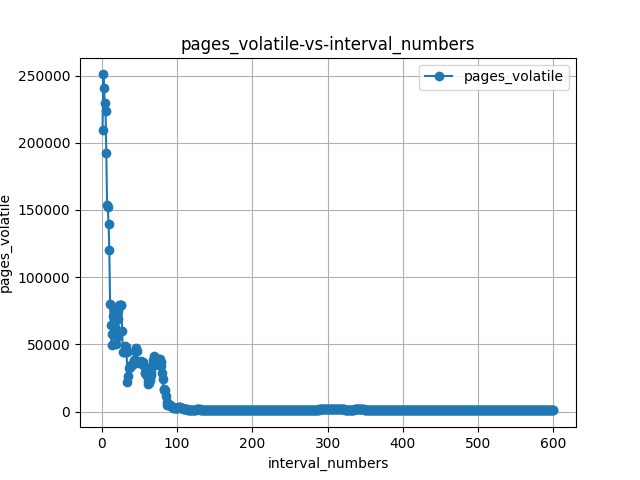 pages_volatile-vs-interval_numbers
pages_volatile
250000
200000
150000
100000
50000
0
pages_volatile
0 100 200 300 400 500 600
interval_numbers